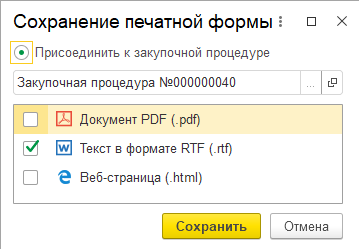 Сохранение печатной формы
Присоединить к закупочной процедуре
Закупочная процедура №000000040
...
Документ PDF (.pdf)
W Текст в формате RTF (.rtf)
Веб-страница (.html)
Сохранить Отмена